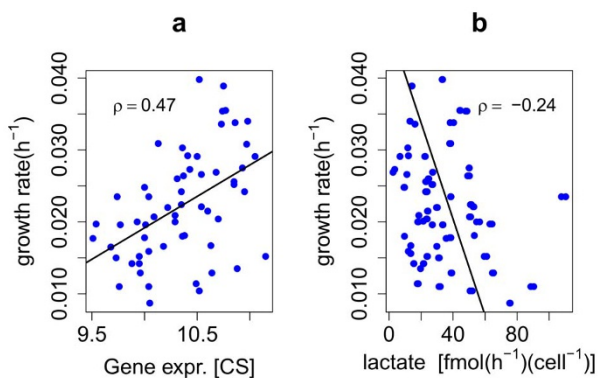 a
growth rate(h⁻¹)
0.010
0.020
0.030
0.040
ρ = 0.47
9.5
10.5
Gene expr. [CS]
b
growth rate(h⁻¹)
0.010
0.020
0.030
0.040
ρ = −0.24
0
40
80
lactate [fmol(h⁻¹)(cell⁻¹]